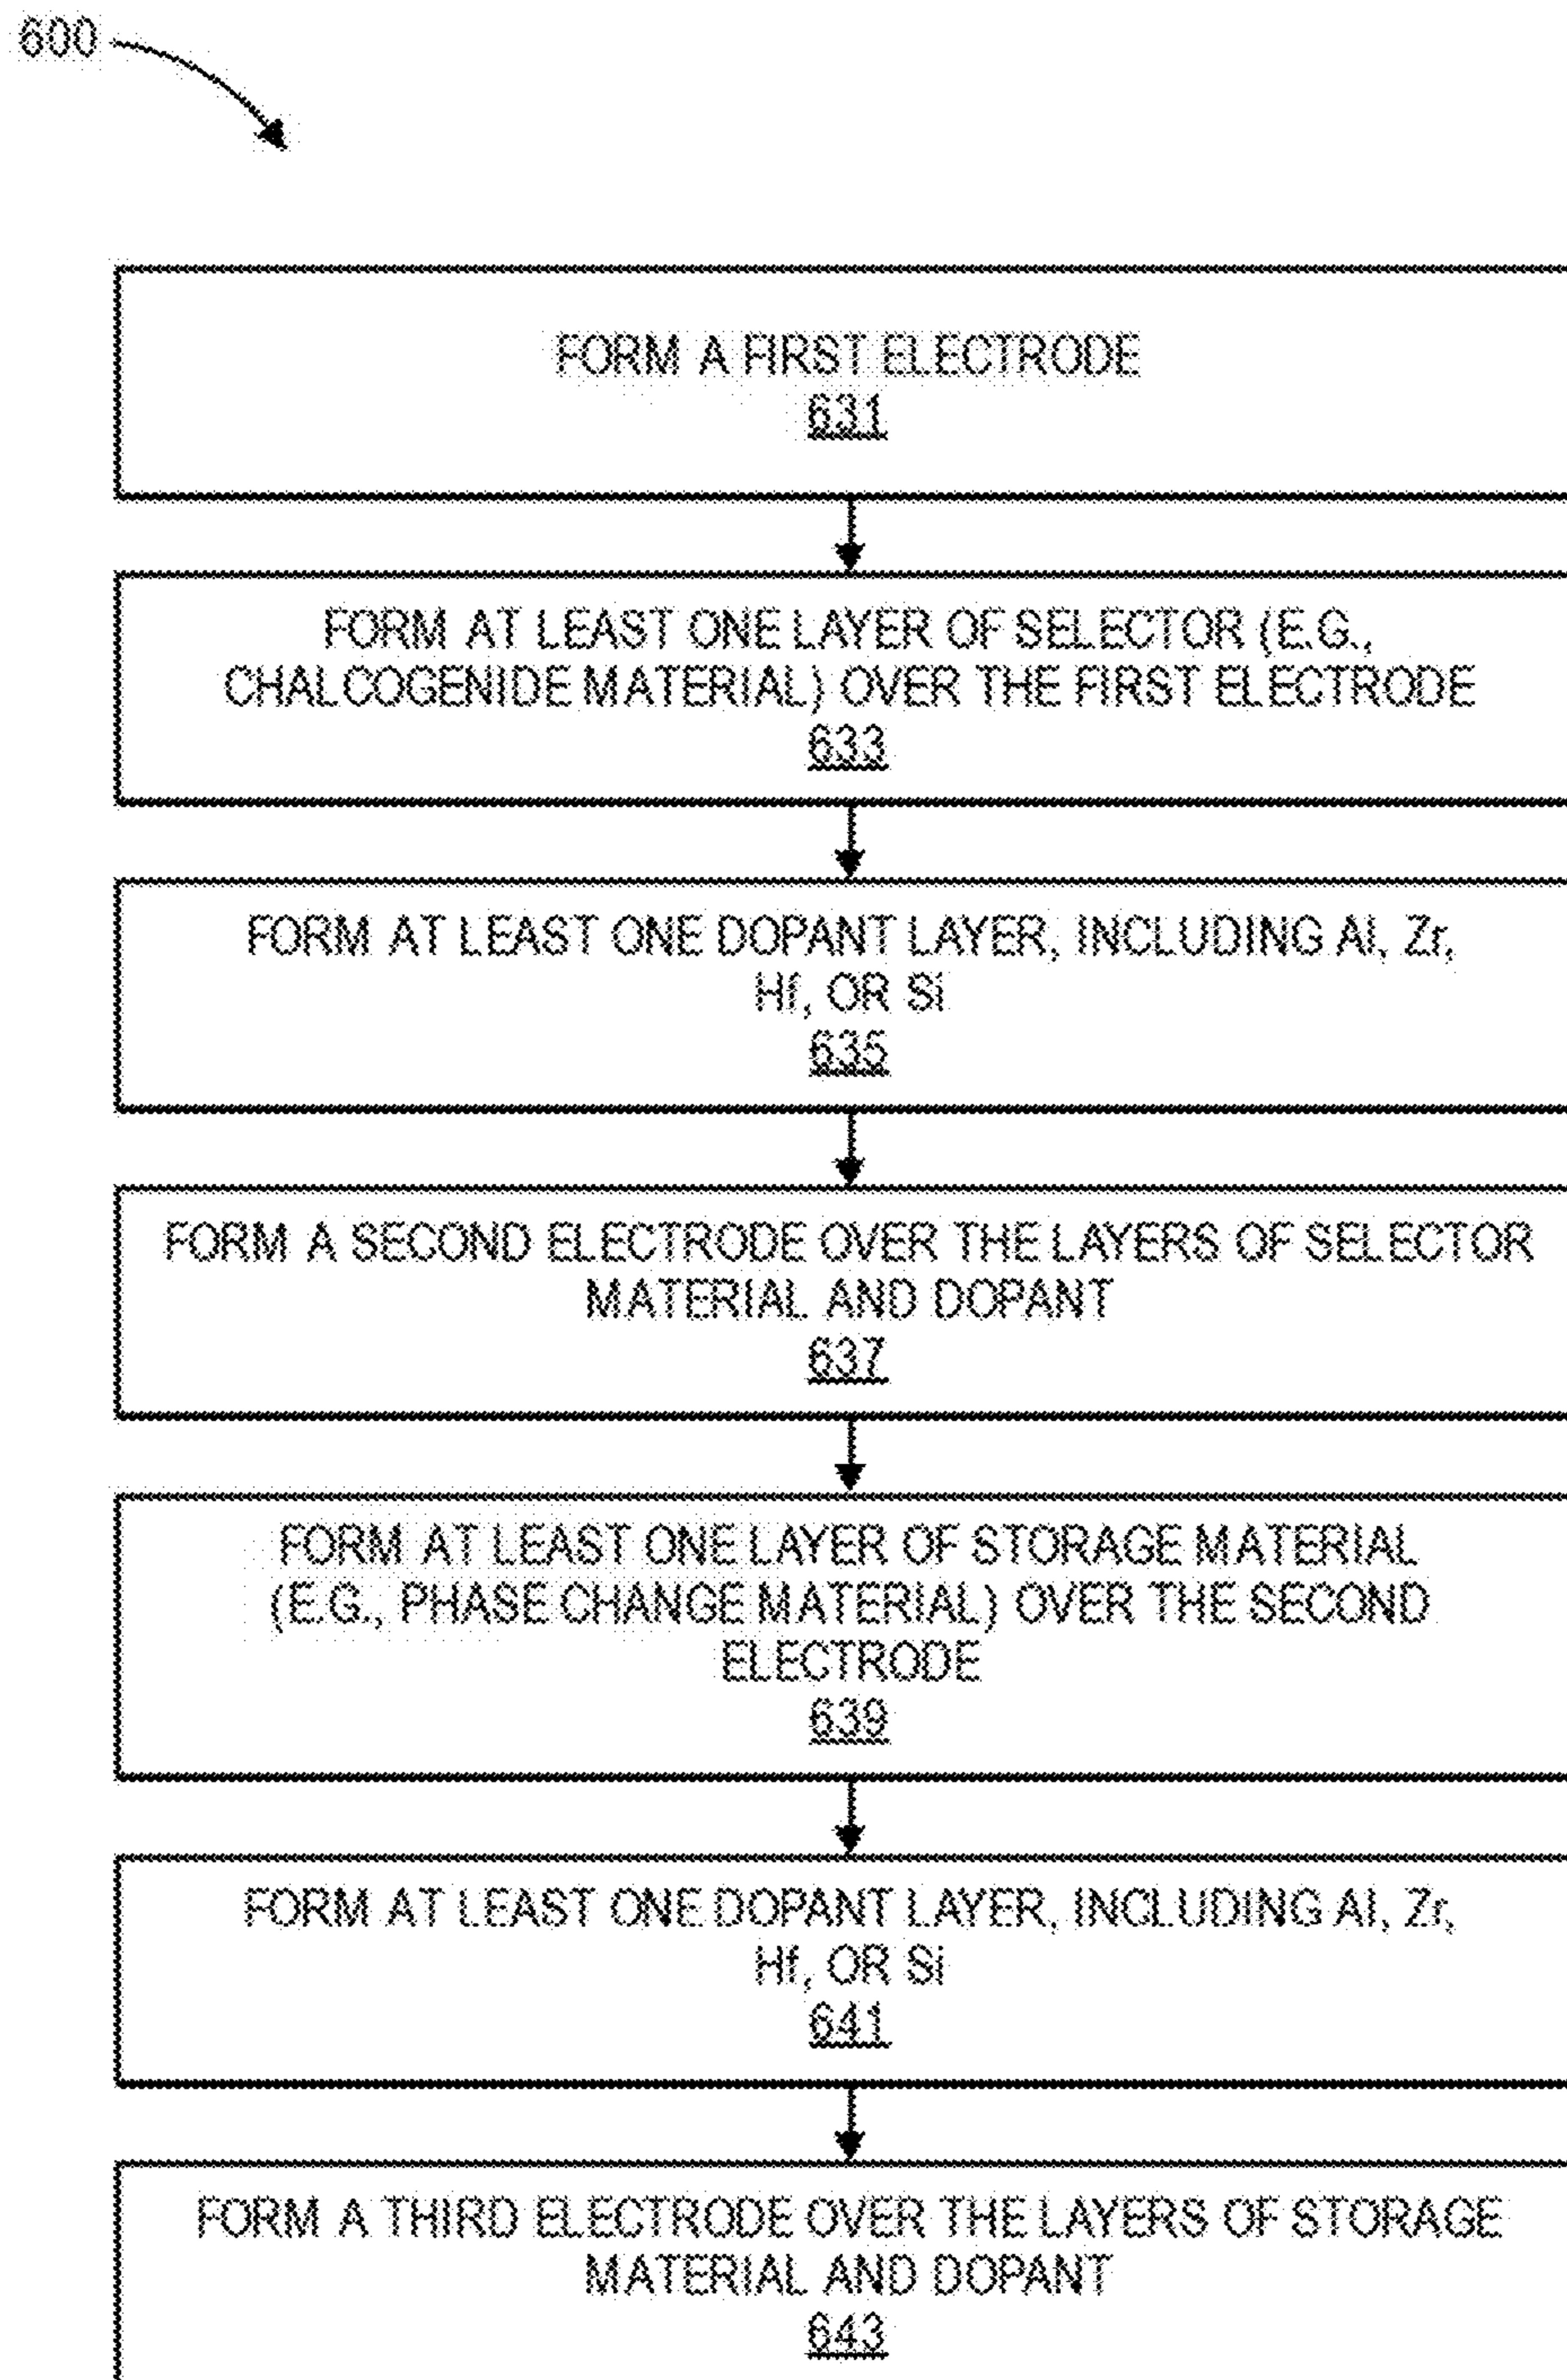 600
FORM A FIRST ELECTRODE
631
FORM AT LEAST ONE LAYER OF SELECTOR (E.G.,
CHALCOGENIDE MATERIAL) OVER THE FIRST ELECTRODE
633
FORM AT LEAST ONE DOPANT LAYER, INCLUDING Al, Zr,
Hf, OR Si
635
FORM A SECOND ELECTRODE OVER THE LAYERS OF SELECTOR
MATERIAL AND DOPANT
637
FORM AT LEAST ONE LAYER OF STORAGE MATERIAL
(E.G., PHASE CHANGE MATERIAL) OVER THE SECOND
ELECTRODE
639
FORM AT LEAST ONE DOPANT LAYER, INCLUDING Al, Zr,
Hf, OR Si
641
FORM A THIRD ELECTRODE OVER THE LAYERS OF STORAGE
MATERIAL AND DOPANT
643